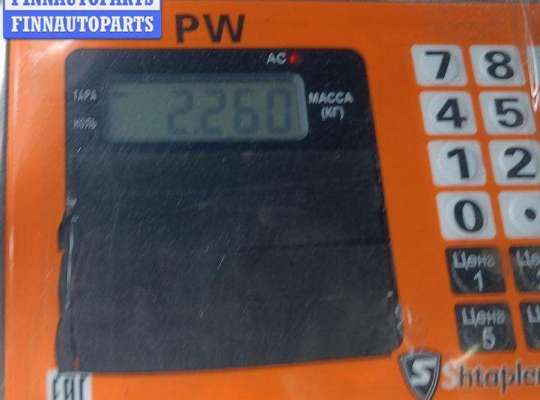 FINNAUTOPARTS
FINNAUTOPARTS
PW
AC
ТАРА
НОЛЬ
2.260
МАССА
(КГ)
7 8
4 5
1 2
0 .
Цена
1
Цена
5
S
Shtapler
EAC